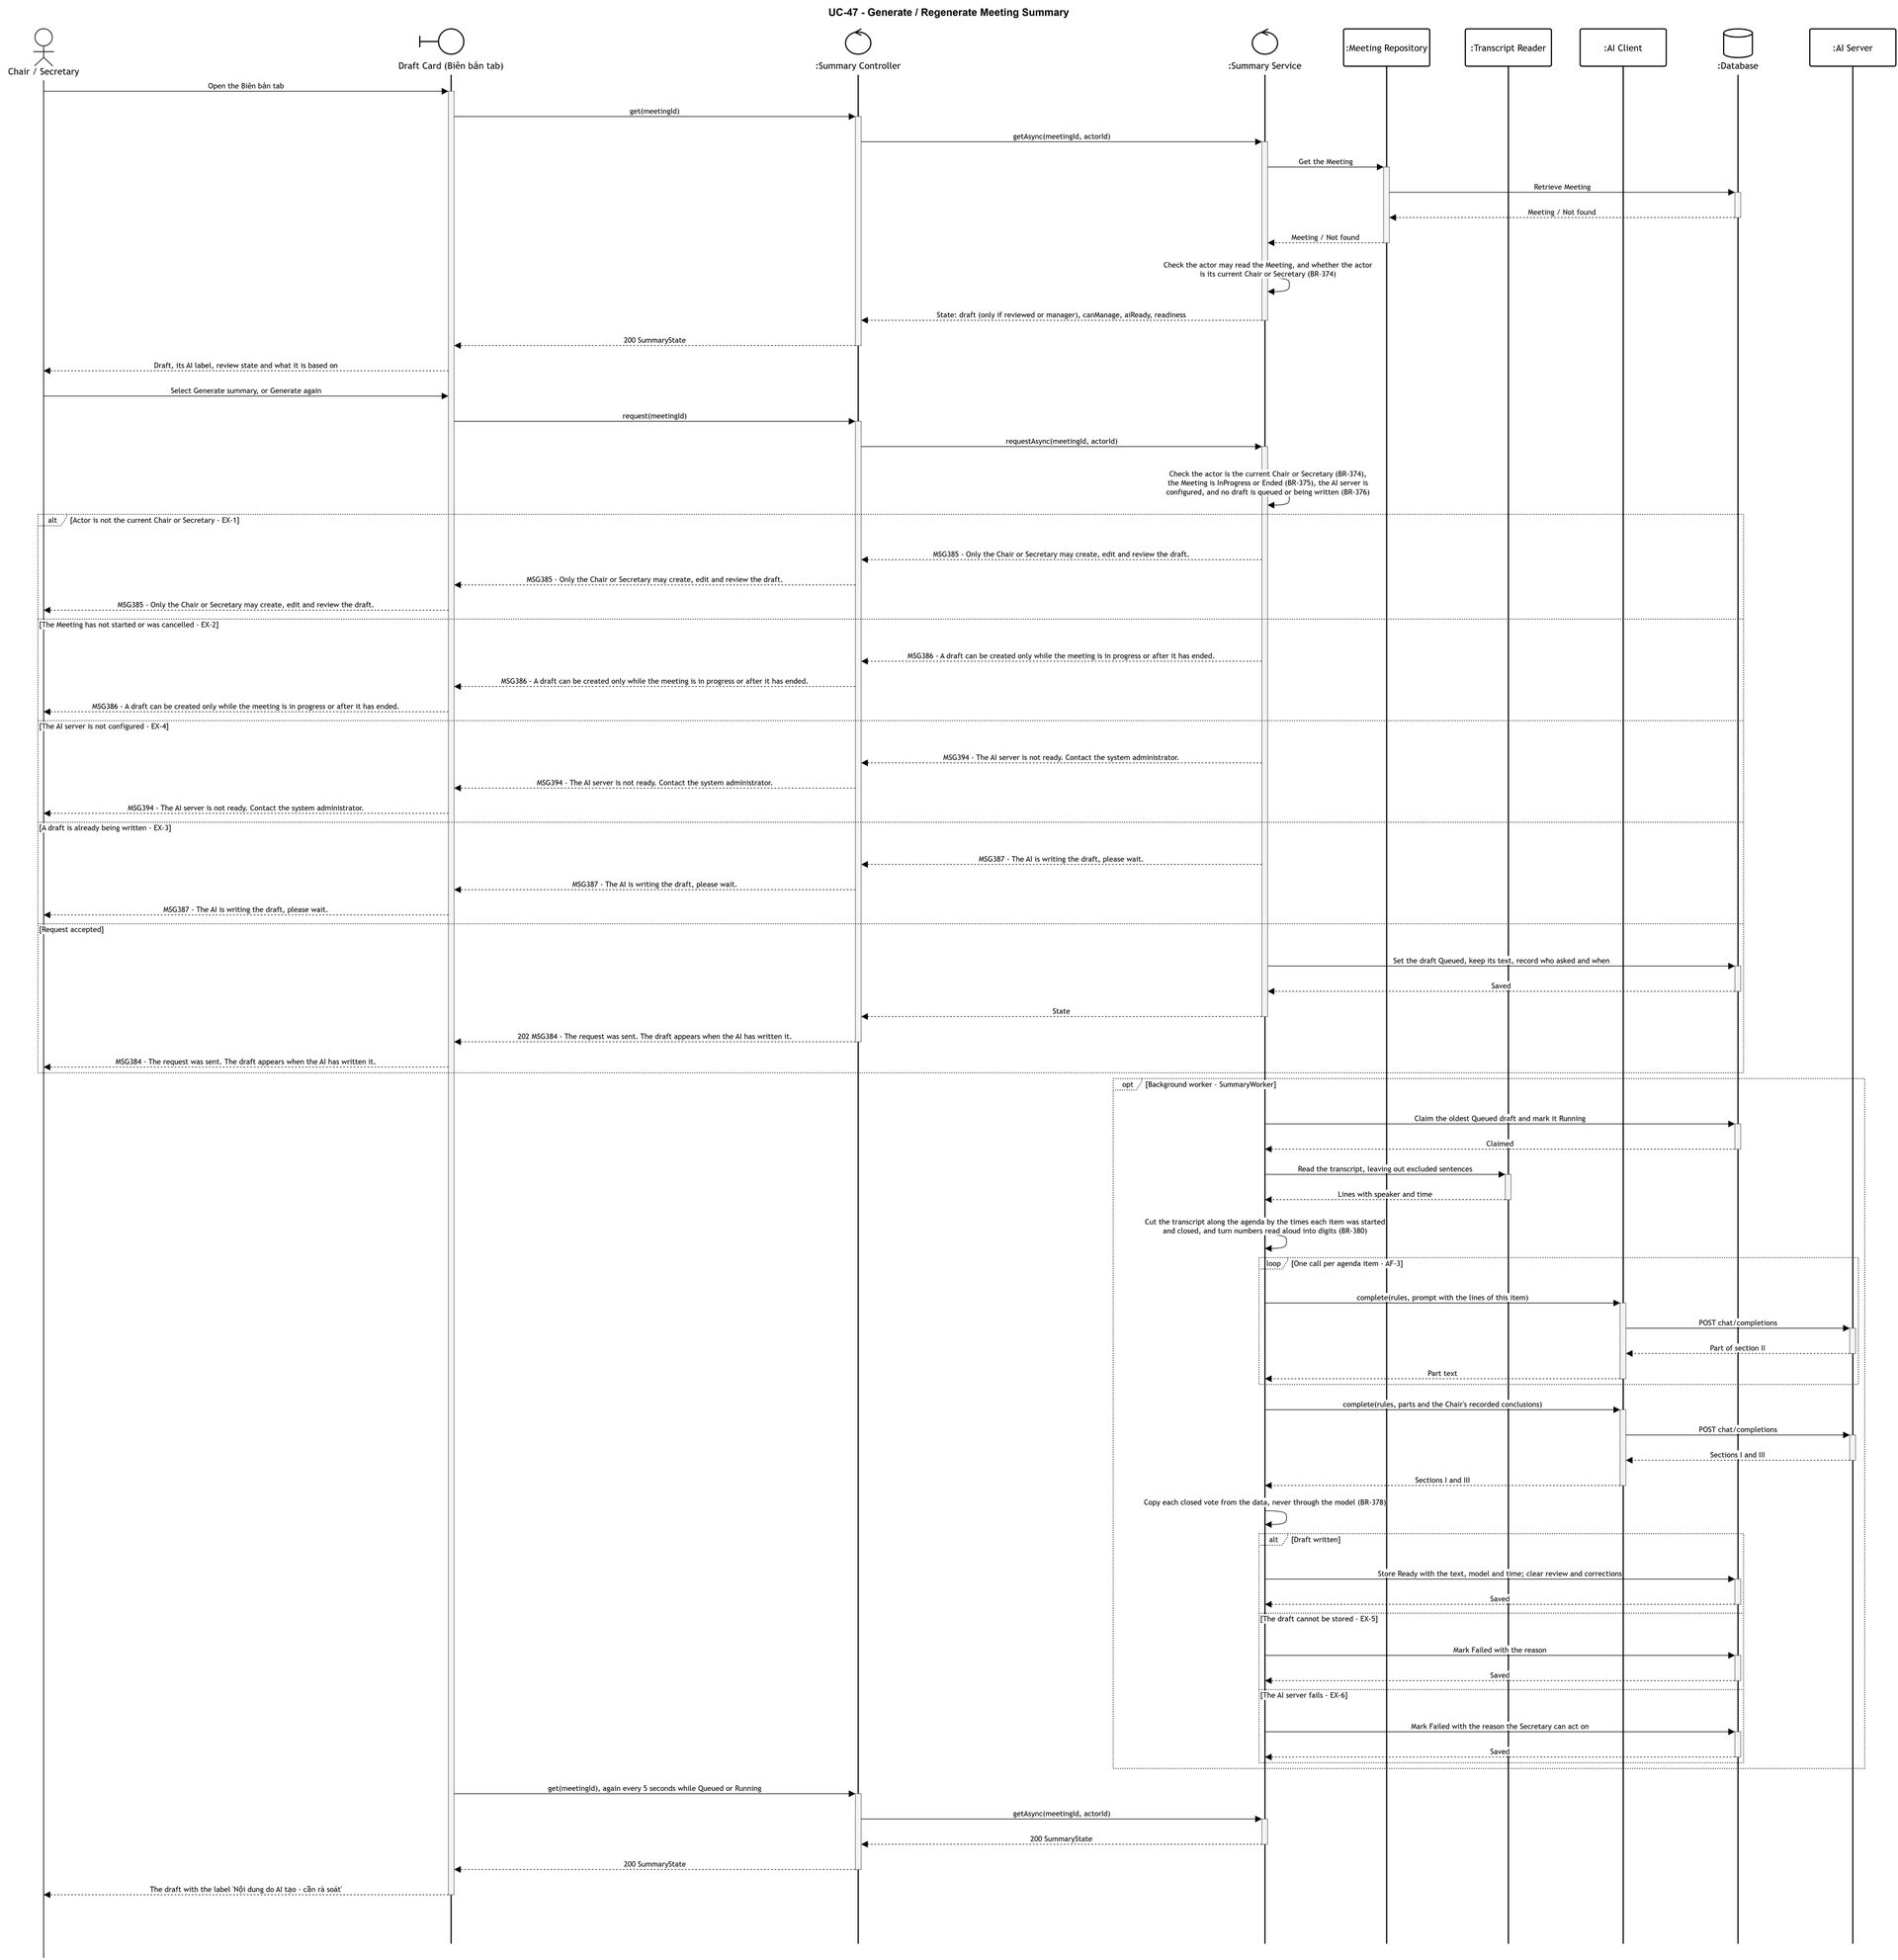 UC-47 - Generate / Regenerate Meeting Summary
Chair / Secretary
Draft Card (Biên bản tab)
:Summary Controller
:Summary Service
:Meeting Repository
:Transcript Reader
:AI Client
:Database
:AI Server
Open the Biên bản tab
get(meetingId)
getAsync(meetingId, actorId)
Get the Meeting
Retrieve Meeting
Meeting / Not found
Meeting / Not found
Check the actor may read the Meeting, and whether the actor
is its current Chair or Secretary (BR-374)
State: draft (only if reviewed or manager), canManage, aiReady, readiness
200 SummaryState
Draft, its AI label, review state and what it is based on
Select Generate summary, or Generate again
request(meetingId)
requestAsync(meetingId, actorId)
Check the actor is the current Chair or Secretary (BR-374),
the Meeting is InProgress or Ended (BR-375), the AI server is
configured, and no draft is queued or being written (BR-376)
alt [Actor is not the current Chair or Secretary - EX-1]
MSG385 - Only the Chair or Secretary may create, edit and review the draft.
MSG385 - Only the Chair or Secretary may create, edit and review the draft.
MSG385 - Only the Chair or Secretary may create, edit and review the draft.
[The Meeting has not started or was cancelled - EX-2]
MSG386 - A draft can be created only while the meeting is in progress or after it has ended.
MSG386 - A draft can be created only while the meeting is in progress or after it has ended.
MSG386 - A draft can be created only while the meeting is in progress or after it has ended.
[The AI server is not configured - EX-4]
MSG394 - The AI server is not ready. Contact the system administrator.
MSG394 - The AI server is not ready. Contact the system administrator.
MSG394 - The AI server is not ready. Contact the system administrator.
[A draft is already being written - EX-3]
MSG387 - The AI is writing the draft, please wait.
MSG387 - The AI is writing the draft, please wait.
MSG387 - The AI is writing the draft, please wait.
[Request accepted]
Set the draft Queued, keep its text, record who asked and when
Saved
State
202 MSG384 - The request was sent. The draft appears when the AI has written it.
MSG384 - The request was sent. The draft appears when the AI has written it.
opt [Background worker - SummaryWorker]
Claim the oldest Queued draft and mark it Running
Claimed
Read the transcript, leaving out excluded sentences
Lines with speaker and time
Cut the transcript along the agenda by the times each item was started
and closed, and turn numbers read aloud into digits (BR-380)
loop [One call per agenda item - AF-3]
complete(rules, prompt with the lines of this item)
POST chat/completions
Part of section II
Part text
complete(rules, parts and the Chair's recorded conclusions)
POST chat/completions
Sections I and III
Sections I and III
Copy each closed vote from the data, never through the model (BR-378)
alt [Draft written]
Store Ready with the text, model and time; clear review and corrections
Saved
[The draft cannot be stored - EX-5]
Mark Failed with the reason
Saved
[The AI server fails - EX-6]
Mark Failed with the reason the Secretary can act on
Saved
get(meetingId), again every 5 seconds while Queued or Running
getAsync(meetingId, actorId)
200 SummaryState
200 SummaryState
The draft with the label 'Nội dung do AI tạo - cần rà soát'